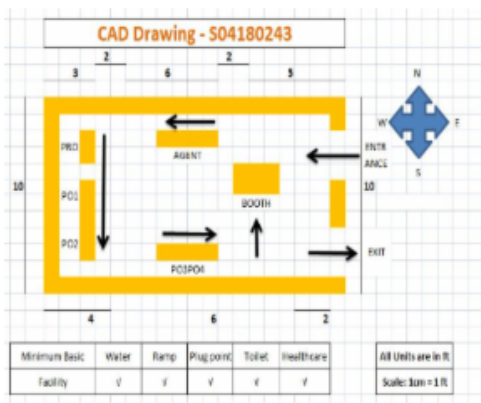 CAD Drawing - S04180243
2 2
3 6 5
N
W E
S
PRO
AGENT
ENTR
ANCE
10 10
PO1
BOOTH
PO2
EXIT
PO3PO4
4 6 2
Minimum Basic Water Ramp Plug point Toilet Healthcare
Facility √ √ √ √ √
All Units are in ft
Scale: 1cm = 1 ft